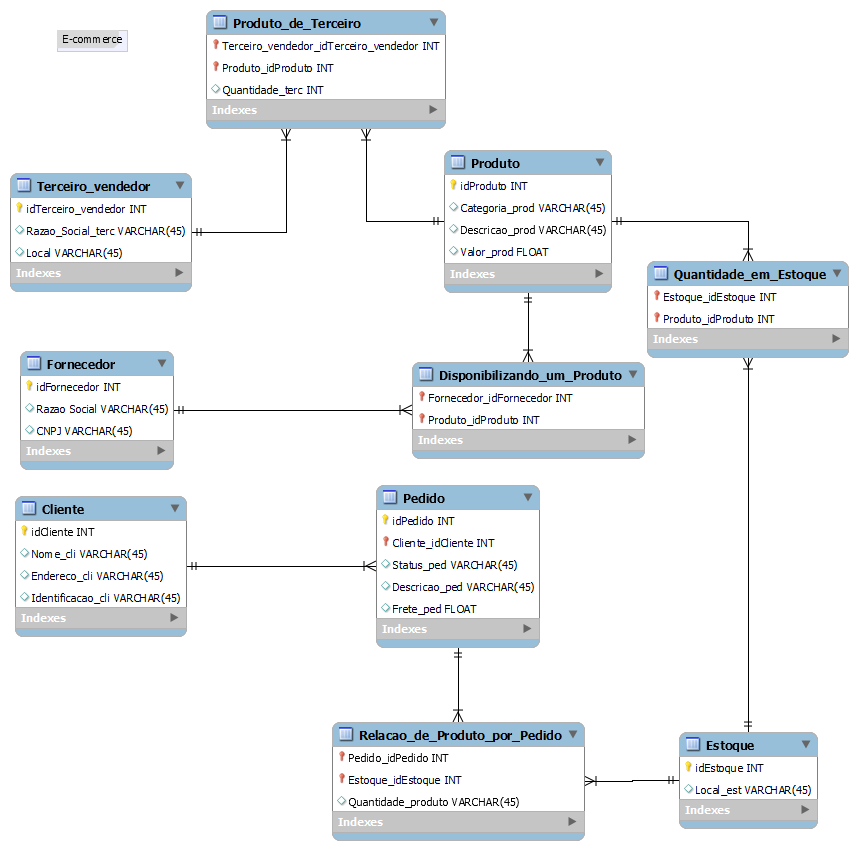 E-commerce
Produto_de_Terceiro
Terceiro_vendedor_idTerceiro_vendedor INT
Produto_idProduto INT
Quantidade_terc INT
Indexes
Terceiro_vendedor
idTerceiro_vendedor INT
Razao_Social_terc VARCHAR(45)
Local VARCHAR(45)
Indexes
Produto
idProduto INT
Categoria_prod VARCHAR(45)
Descricao_prod VARCHAR(45)
Valor_prod FLOAT
Indexes
Quantidade_em_Estoque
Estoque_idEstoque INT
Produto_idProduto INT
Indexes
Fornecedor
idFornecedor INT
Razao Social VARCHAR(45)
CNPJ VARCHAR(45)
Indexes
Disponibilizando_um_Produto
Fornecedor_idFornecedor INT
Produto_idProduto INT
Indexes
Cliente
idCliente INT
Nome_cli VARCHAR(45)
Endereco_cli VARCHAR(45)
Identificacao_cli VARCHAR(45)
Indexes
Pedido
idPedido INT
Cliente_idCliente INT
Status_ped VARCHAR(45)
Descricao_ped VARCHAR(45)
Frete_ped FLOAT
Indexes
Relacao_de_Produto_por_Pedido
Pedido_idPedido INT
Estoque_idEstoque INT
Quantidade_produto VARCHAR(45)
Indexes
Estoque
idEstoque INT
Local_est VARCHAR(45)
Indexes